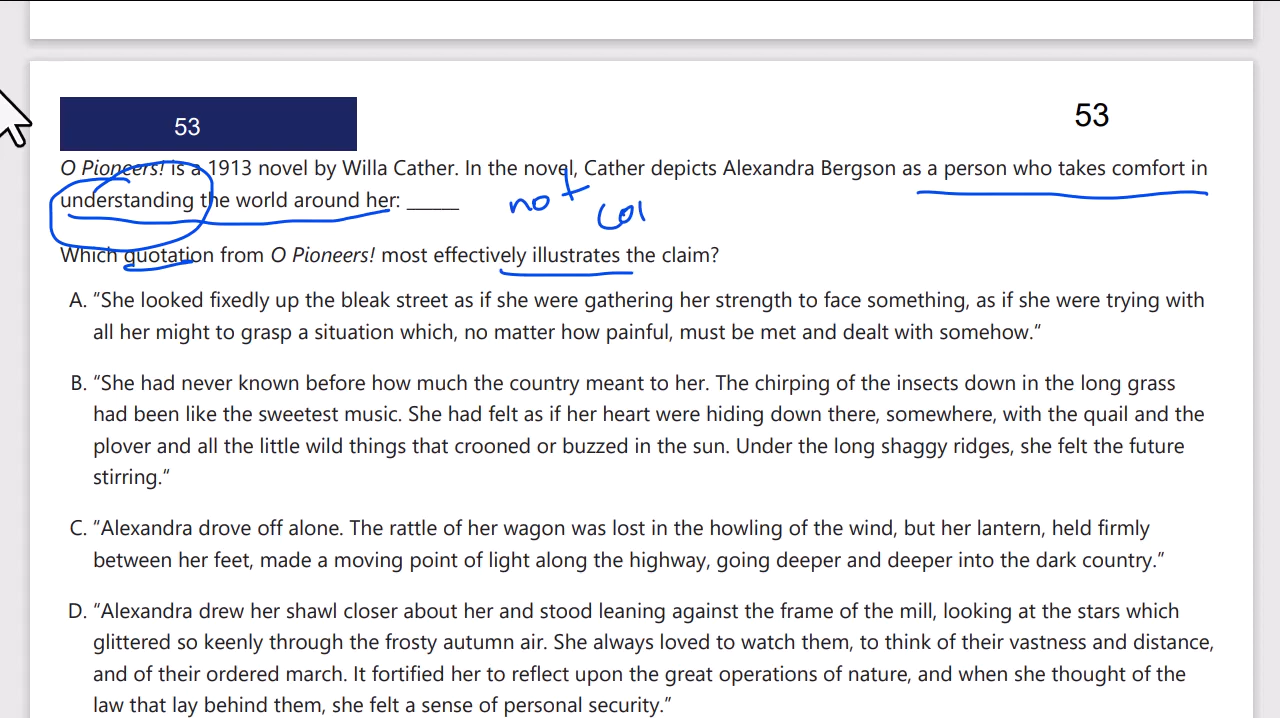 53
53
O Pioneers! is a 1913 novel by Willa Cather. In the novel, Cather depicts Alexandra Bergson as a person who takes comfort in
understanding the world around her: _____
not
Which quotation from O Pioneers! most effectively illustrates the claim?
A. "She looked fixedly up the bleak street as if she were gathering her strength to face something, as if she were trying with
all her might to grasp a situation which, no matter how painful, must be met and dealt with somehow."
B. "She had never known before how much the country meant to her. The chirping of the insects down in the long grass
had been like the sweetest music. She had felt as if her heart were hiding down there, somewhere, with the quail and the
plover and all the little wild things that crooned or buzzed in the sun. Under the long shaggy ridges, she felt the future
stirring."
C. "Alexandra drove off alone. The rattle of her wagon was lost in the howling of the wind, but her lantern, held firmly
between her feet, made a moving point of light along the highway, going deeper and deeper into the dark country."
D. "Alexandra drew her shawl closer about her and stood leaning against the frame of the mill, looking at the stars which
glittered so keenly through the frosty autumn air. She always loved to watch them, to think of their vastness and distance,
and of their ordered march. It fortified her to reflect upon the great operations of nature, and when she thought of the
law that lay behind them, she felt a sense of personal security."